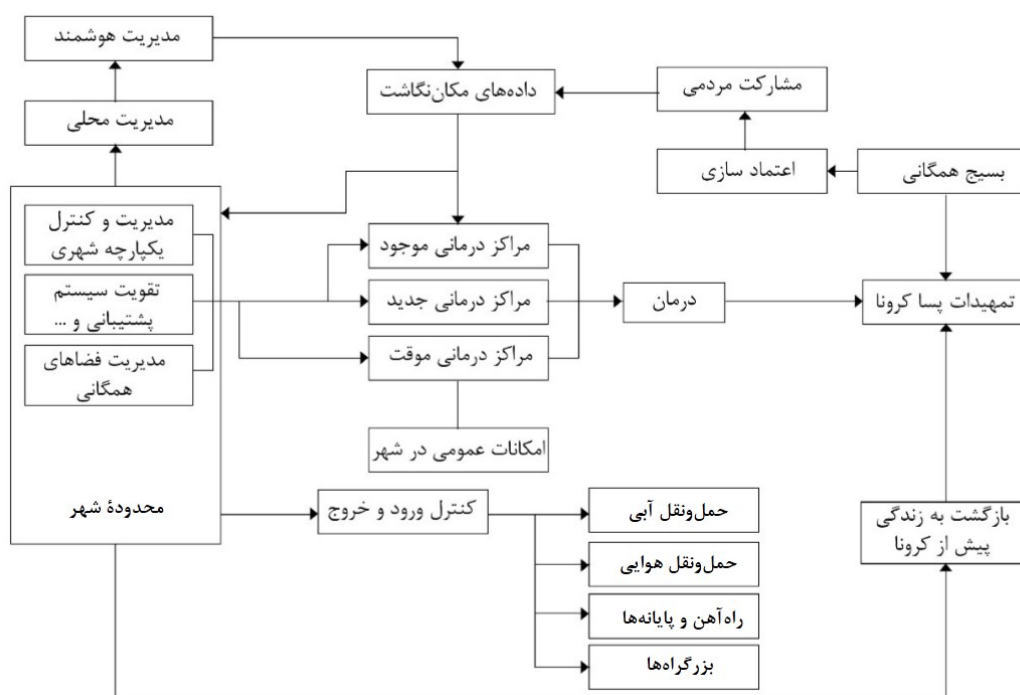 مدیریت هوشمند
داده‌های مکان‌نگاشت
مشارکت مردمی
مدیریت محلی
اعتماد سازی
بسیج همگانی
مدیریت و کنترل
یکپارچه شهری
مراکز درمانی موجود
تقویت سیستم
پشتیبانی و ...
مراکز درمانی جدید
درمان
تمهیدات پسا کرونا
مدیریت فضاهای
همگانی
مراکز درمانی موقت
امکانات عمومی در شهر
محدودهٔ شهر
کنترل ورود و خروج
حمل‌ونقل آبی
حمل‌ونقل هوایی
راه‌آهن و پایانه‌ها
بزرگراه‌ها
بازگشت به زندگی
پیش از کرونا